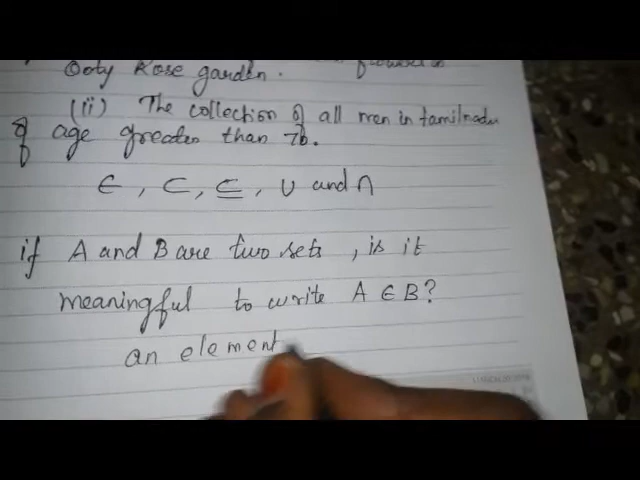 Ooty Rose garden.
(ii) The collection of all men in tamilnadu
of age greater than 76.
∈, ⊂, ⊆, ∪ and ∩
if A and B are two sets, is it
meaningful to write A ∈ B?
an element